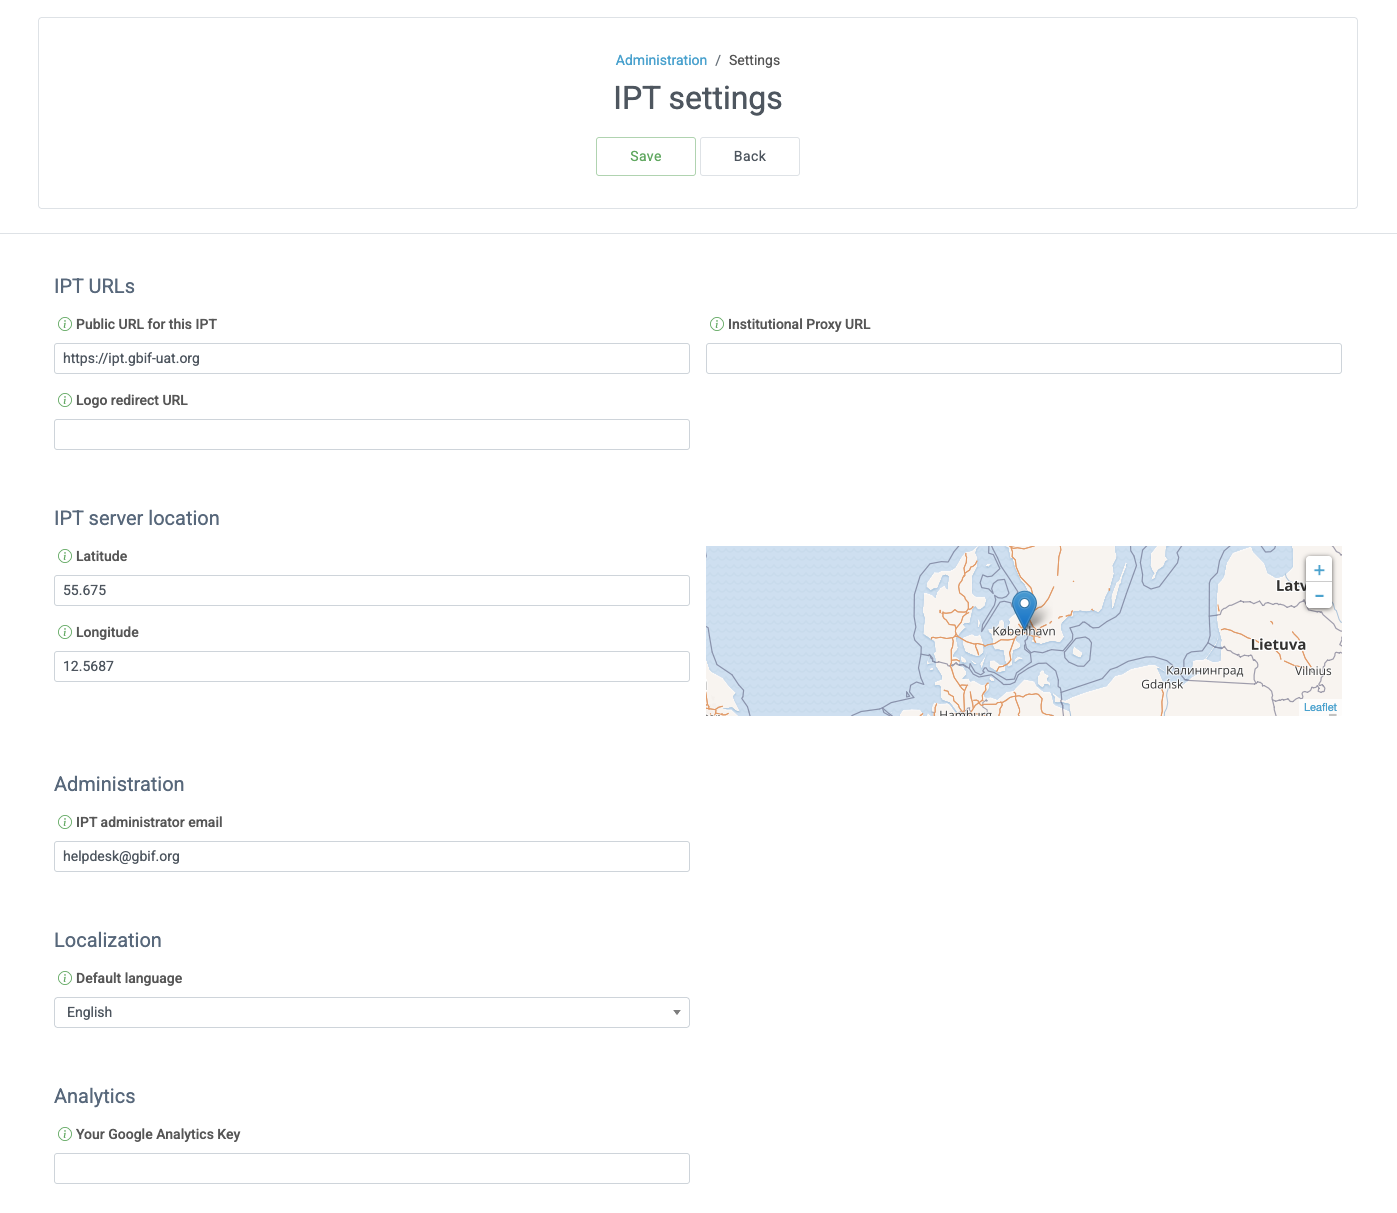 Administration / Settings
IPT settings
Save Back
IPT URLs
Public URL for this IPT
Institutional Proxy URL
https://ipt.gbif-uat.org
Logo redirect URL
IPT server location
Latitude
55.675
Longitude
12.5687
+
−
København
Lietuva
Калининград
Vilnius
Gdańsk
Hamburg
Leaflet
Administration
IPT administrator email
helpdesk@gbif.org
Localization
Default language
English
Analytics
Your Google Analytics Key